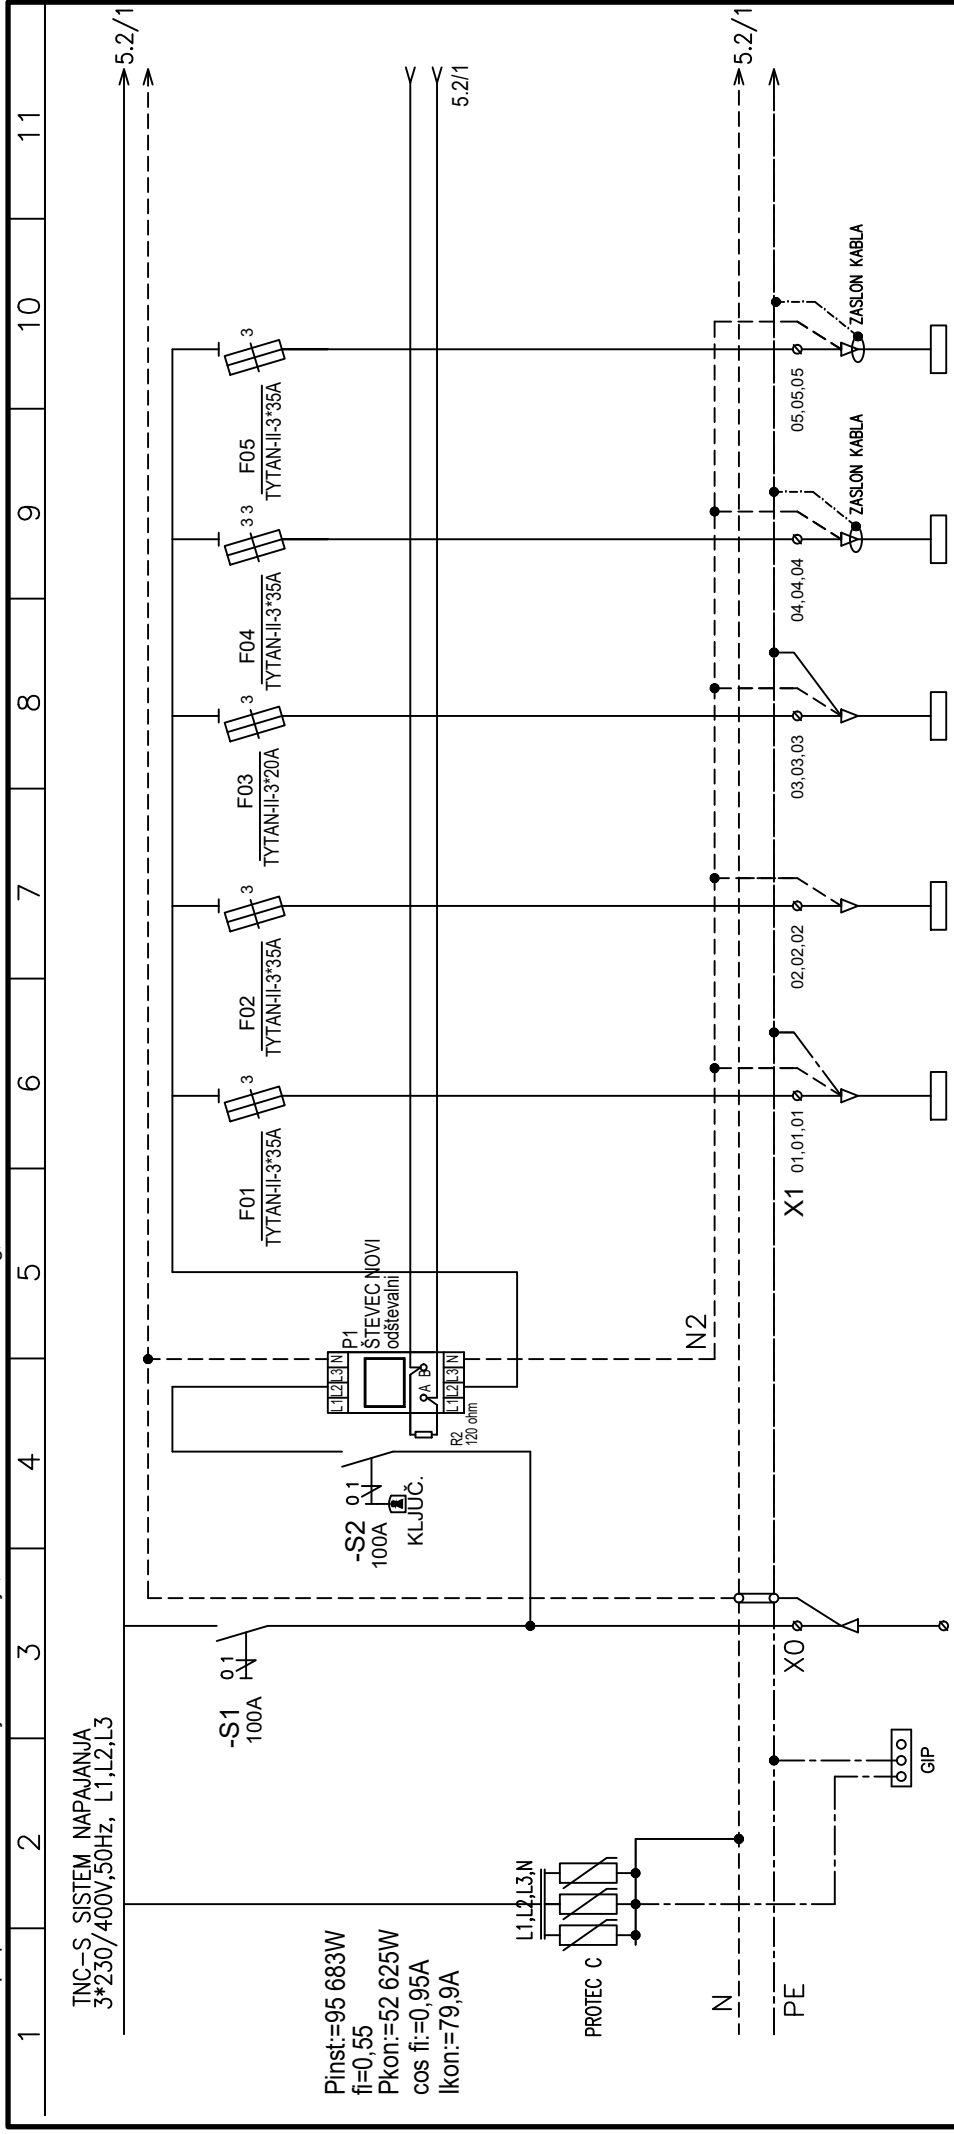 1 2 3 4 5 6 7 8 9 10 11
TNC-S SISTEM NAPAJANJA
3*230/400V,50Hz, L1,L2,L3
5.2/1
Pinst:=95 683W
fi=0,55
Pkon:=52 625W
cos fi:=0,95A
Ikon:=79,9A
L1,L2,L3,N
PROTEC C
-S1
100A
0 1
-S2
100A
0 1
KLJUČ.
L1 L2 L3 N
P1
ŠTEVEC NOVI
odštevalni
A B
L1 L2 L3 N
R2
120 ohm
F01
TYTAN-II-3*35A
3
F02
TYTAN-II-3*35A
3
F03
TYTAN-II-3*20A
3
F04
TYTAN-II-3*35A
3 3
F05
TYTAN-II-3*35A
3
5.2/1
N2
N
5.2/1
PE
GIP
X0
X1
01,01,01
02,02,02
03,03,03
04,04,04
05,05,05
ZASLON KABLA
ZASLON KABLA